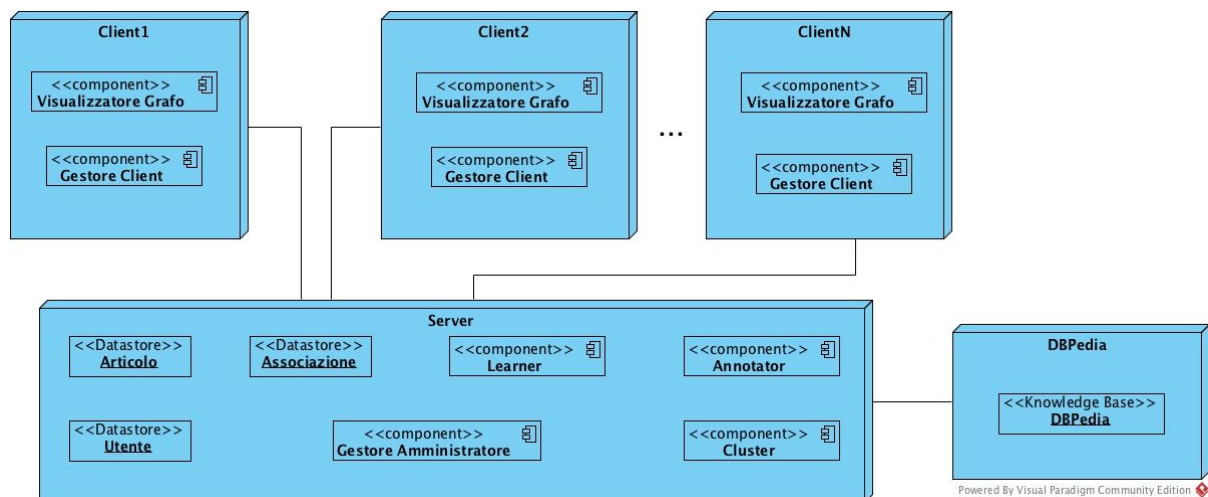 Client1
<<component>>
Visualizzatore Grafo
<<component>>
Gestore Client
Client2
<<component>>
Visualizzatore Grafo
<<component>>
Gestore Client
...
ClientN
<<component>>
Visualizzatore Grafo
<<component>>
Gestore Client
Server
<<Datastore>>
Articolo
<<Datastore>>
Associazione
<<component>>
Learner
<<component>>
Annotator
<<Datastore>>
Utente
<<component>>
Gestore Amministratore
<<component>>
Cluster
DBPedia
<<Knowledge Base>>
DBPedia
Powered By Visual Paradigm Community Edition